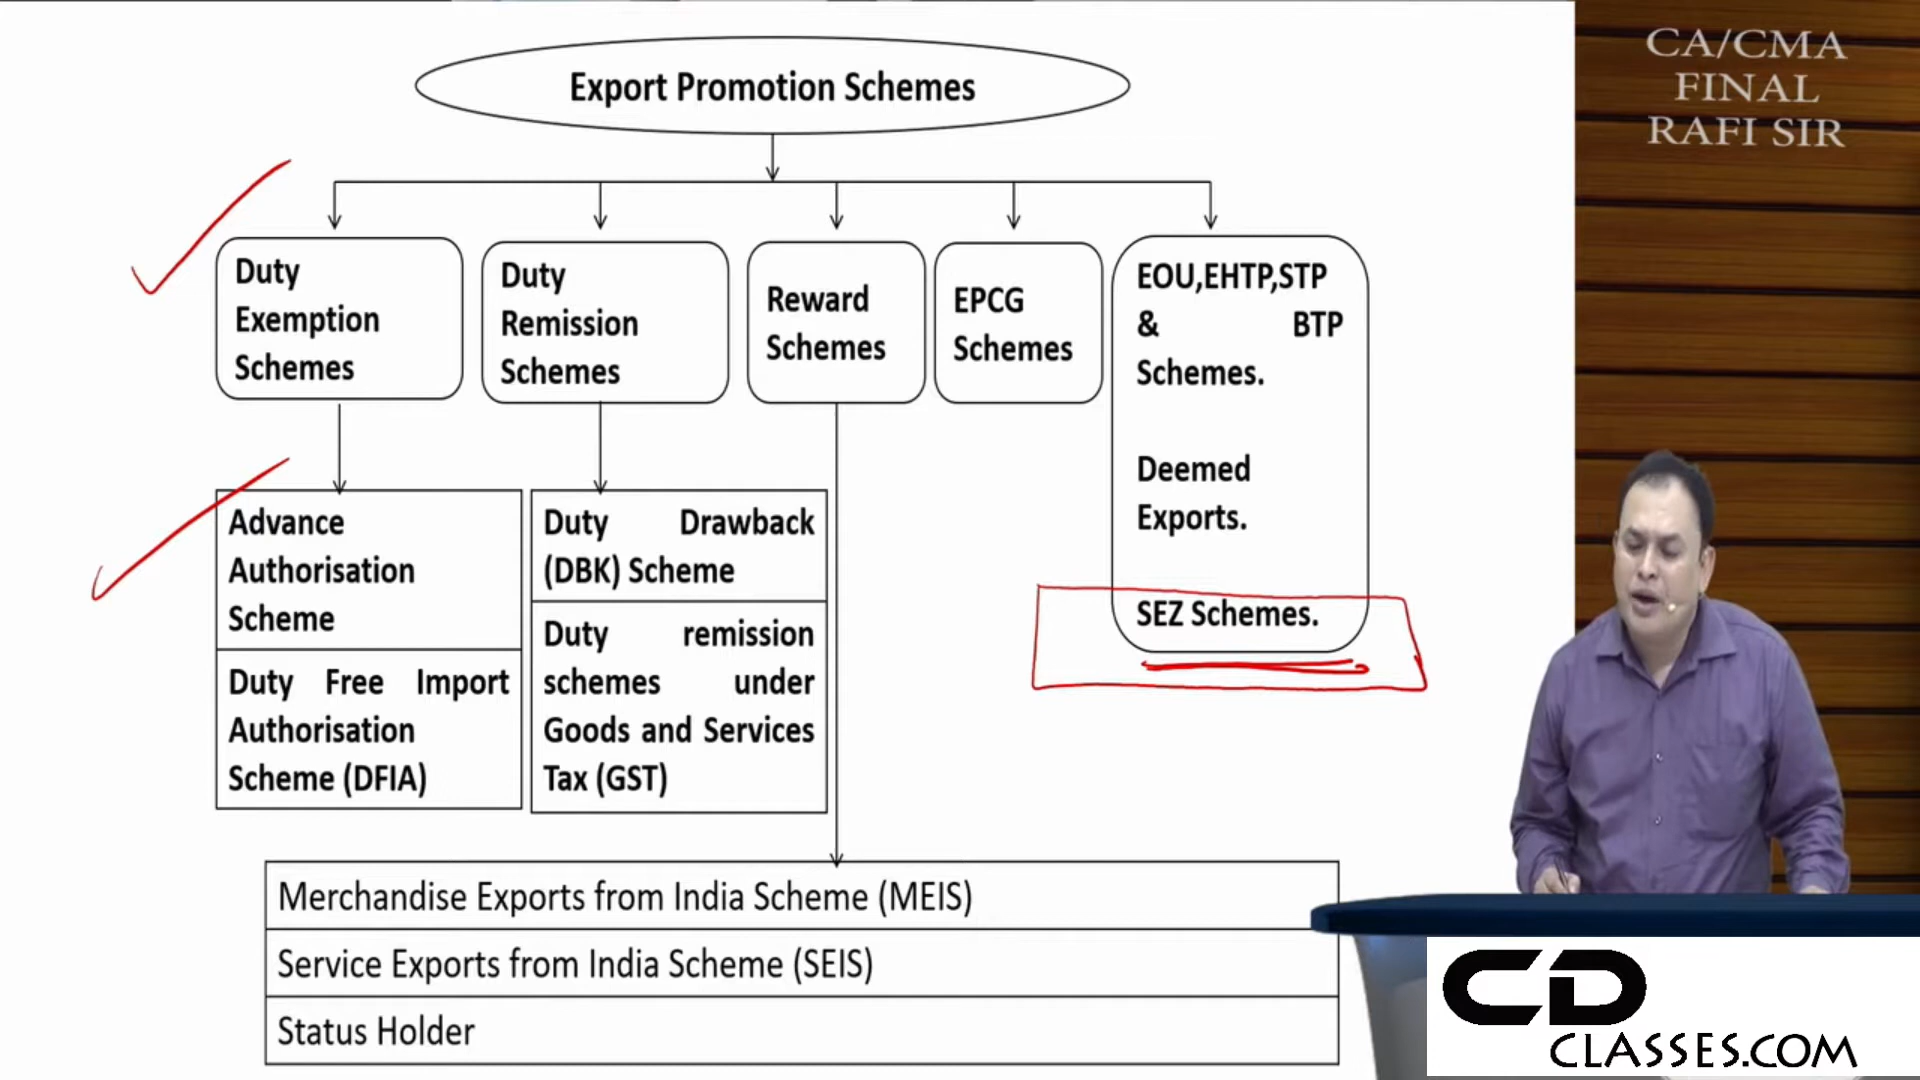 Export Promotion Schemes
Duty
Exemption
Schemes
Duty
Remission
Schemes
Reward
Schemes
EPCG
Schemes
EOU,EHTP,STP
& BTP
Schemes.
Deemed
Exports.
SEZ Schemes.
Advance
Authorisation
Scheme
Duty Free Import
Authorisation
Scheme (DFIA)
Duty Drawback
(DBK) Scheme
Duty remission
schemes under
Goods and Services
Tax (GST)
Merchandise Exports from India Scheme (MEIS)
Service Exports from India Scheme (SEIS)
Status Holder
CA/CMA
FINAL
RAFI SIR
CD
CLASSES.COM